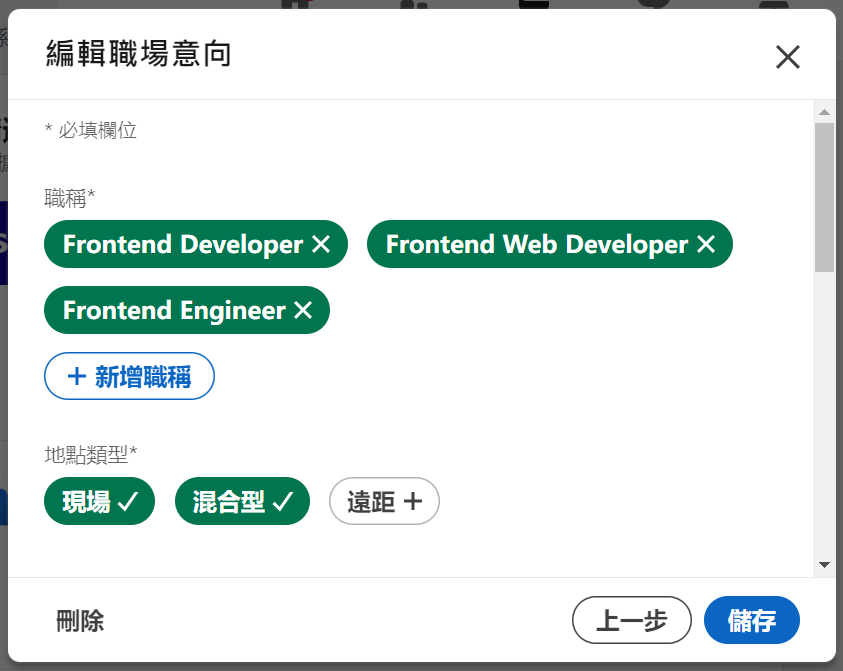 編輯職場意向
* 必填欄位
職稱*
Frontend Developer Frontend Web Developer
Frontend Engineer
新增職稱
地點類型*
現場 混合型 遠距
刪除 上一步 儲存